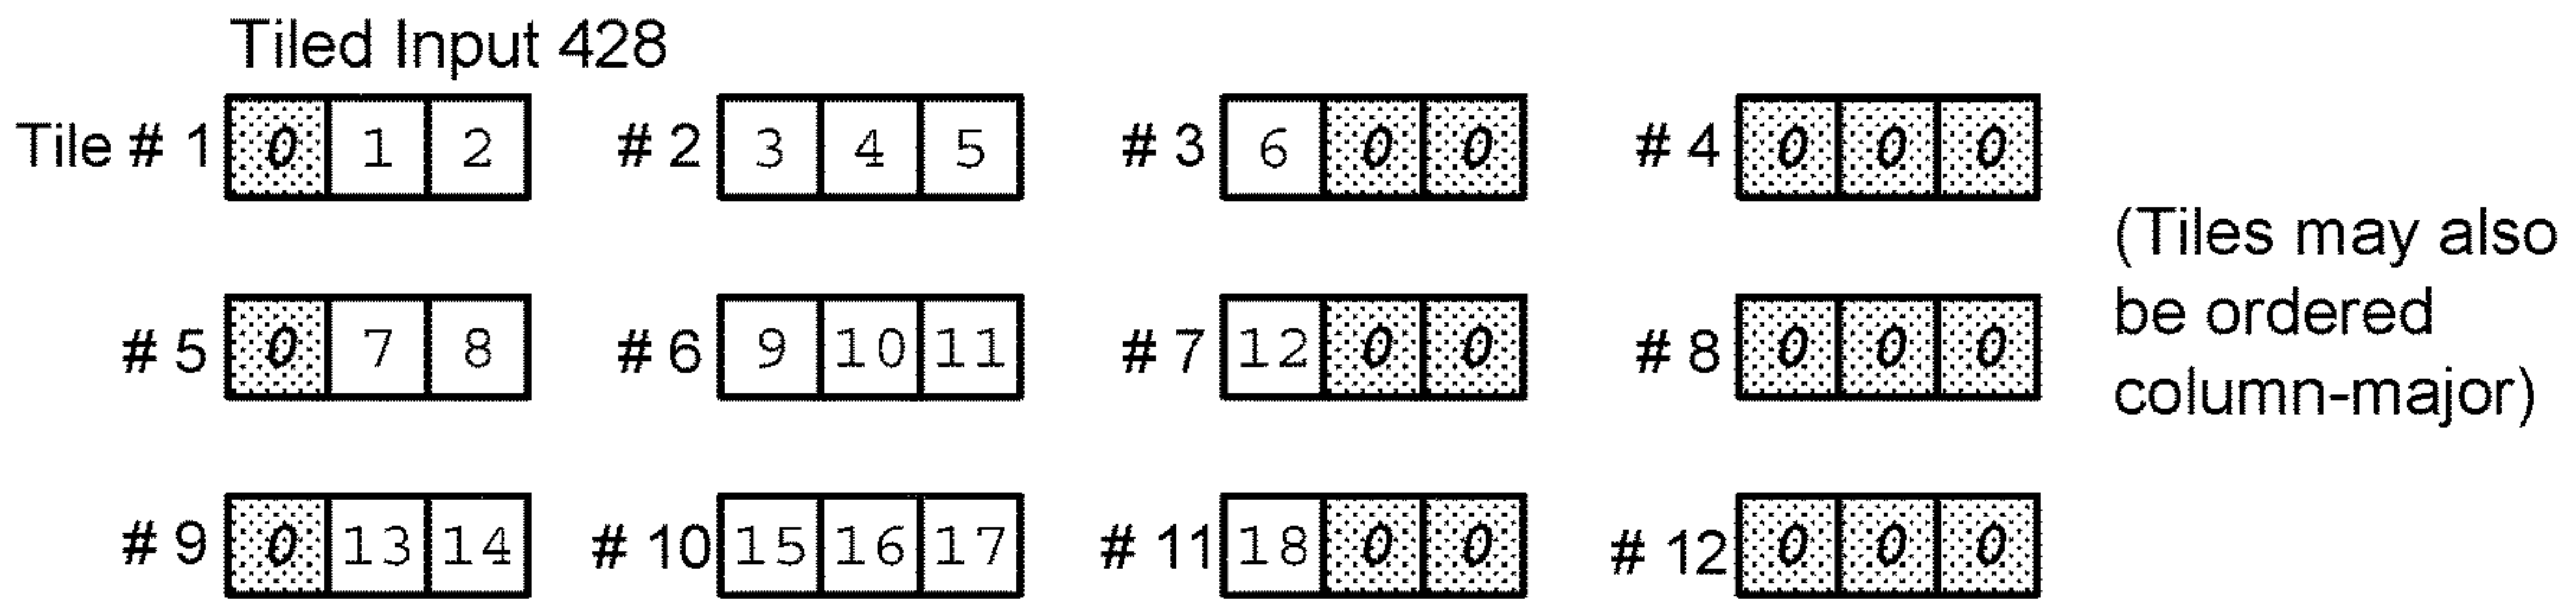 Tiled Input 428
Tile # 1 0 1 2 # 2 3 4 5 # 3 6 0 0 # 4 0 0 0
(Tiles may also
be ordered
column-major)
# 5 0 7 8 # 6 9 10 11 # 7 12 0 0 # 8 0 0 0
# 9 0 13 14 # 10 15 16 17 # 11 18 0 0 # 12 0 0 0